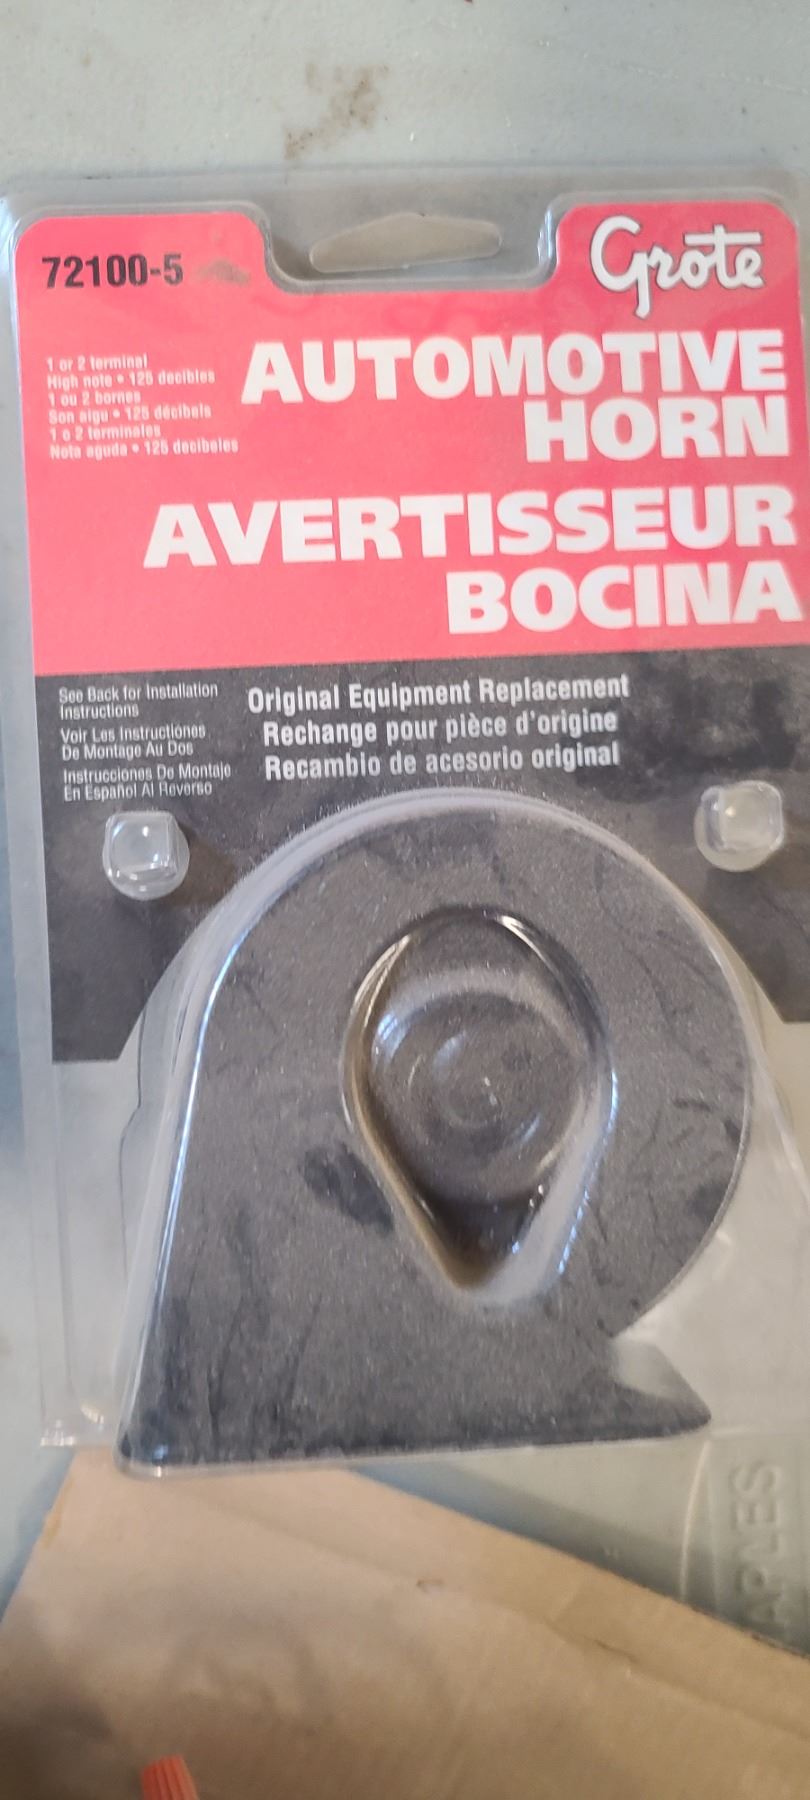 72100-5
Grote
1 or 2 terminal
High note • 125 decibles
1 ou 2 bornes
Son aigu • 125 décibels
1 o 2 terminales
Nota aguda • 125 decibeles
AUTOMOTIVE
HORN
AVERTISSEUR
BOCINA
See Back for Installation
Instructions
Voir Les Instructiones
De Montage Au Dos
Instrucciones De Montaje
En Español Al Reverso
Original Equipment Replacement
Rechange pour pièce d'origine
Recambio de acesorio original